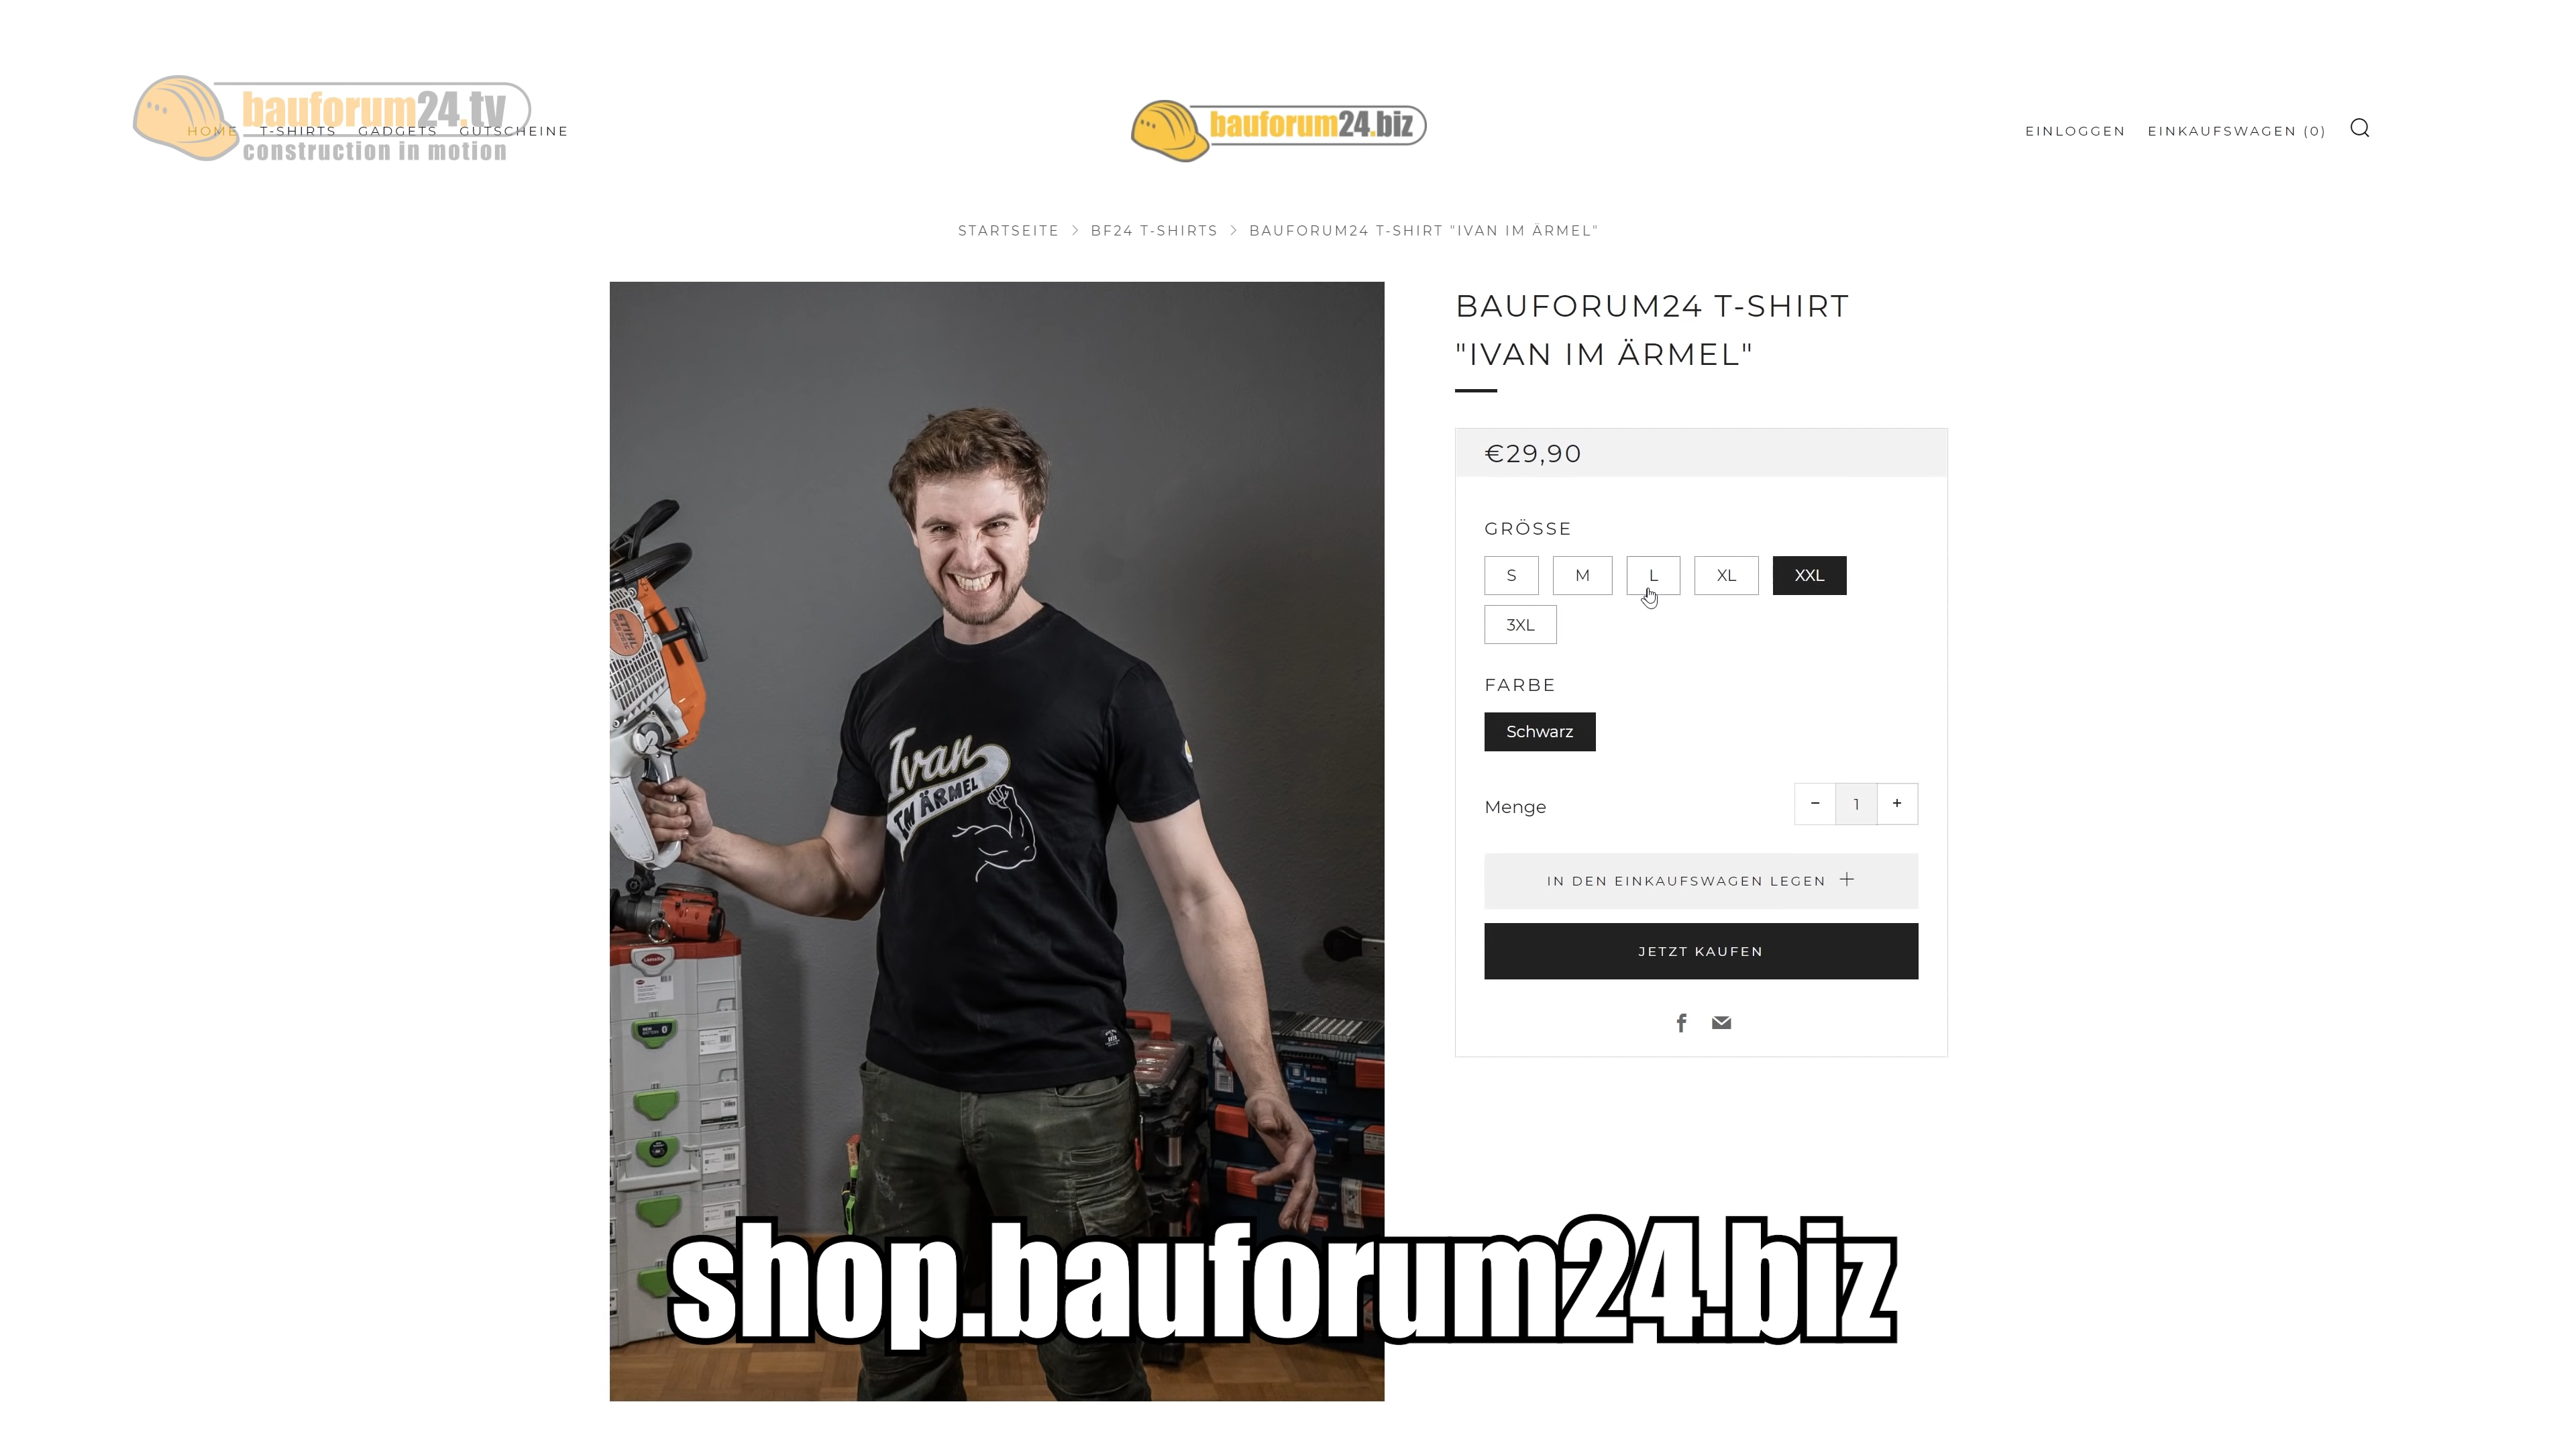 bauforum24.tv
construction in motion
HOME T-SHIRTS GADGETS GUTSCHEINE
bauforum24.biz
EINLOGGEN EINKAUFSWAGEN (0)
STARTSEITE > BF24 T-SHIRTS > BAUFORUM24 T-SHIRT "IVAN IM ÄRMEL"
BAUFORUM24 T-SHIRT
"IVAN IM ÄRMEL"
€29,90
GRÖSSE
S M L XL XXL
3XL
FARBE
Schwarz
Menge
− 1 +
IN DEN EINKAUFSWAGEN LEGEN +
JETZT KAUFEN
STIHL
Ivan
IM ÄRMEL
Lamello
shop.bauforum24.biz